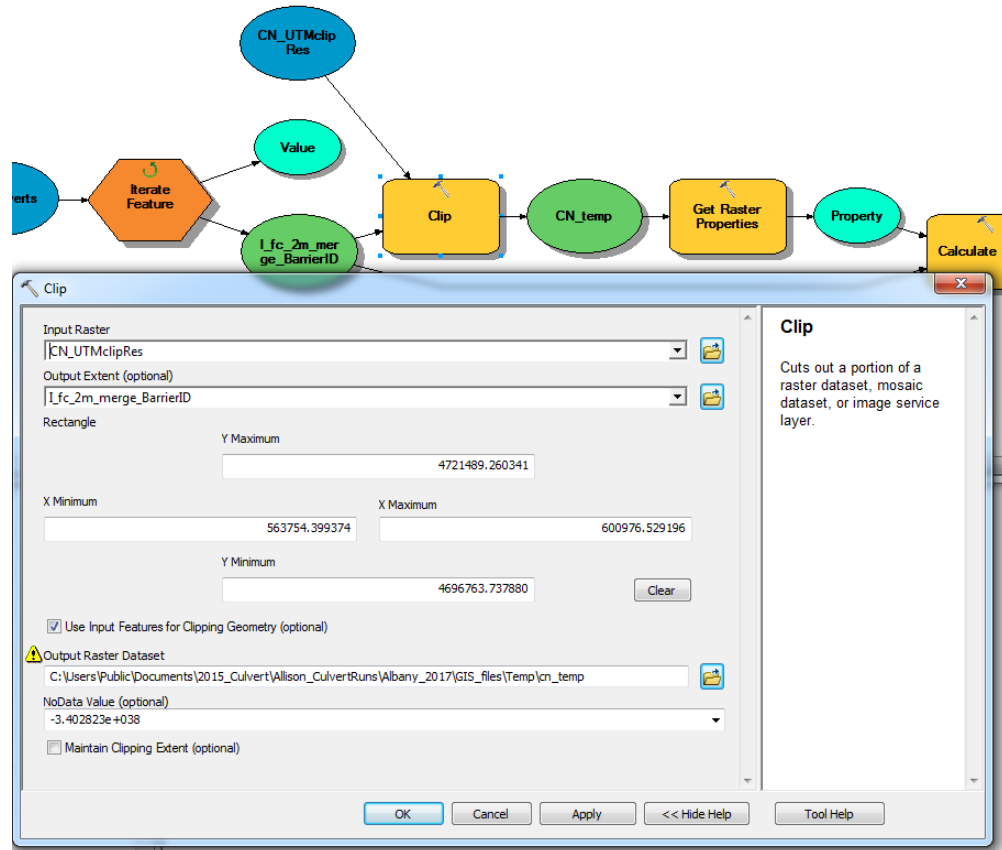 CN_UTMclip
Res
Value
verts
Iterate
Feature
I_fc_2m_mer
ge_BarrierID
Clip
CN_temp
Get Raster
Properties
Property
Calculate
Clip
Input Raster
CN_UTMclipRes
Output Extent (optional)
I_fc_2m_merge_BarrierID
Rectangle
Y Maximum
4721489.260341
X Minimum
X Maximum
563754.399374
600976.529196
Y Minimum
4696763.737880
Clear
Use Input Features for Clipping Geometry (optional)
Output Raster Dataset
C:\Users\Public\Documents\2015_Culvert\Allison_CulvertRuns\Albany_2017\GIS_files\Temp\cn_temp
NoData Value (optional)
-3.402823e+038
Maintain Clipping Extent (optional)
OK
Cancel
Apply
<< Hide Help
Tool Help
Clip
Cuts out a portion of a
raster dataset, mosaic
dataset, or image service
layer.